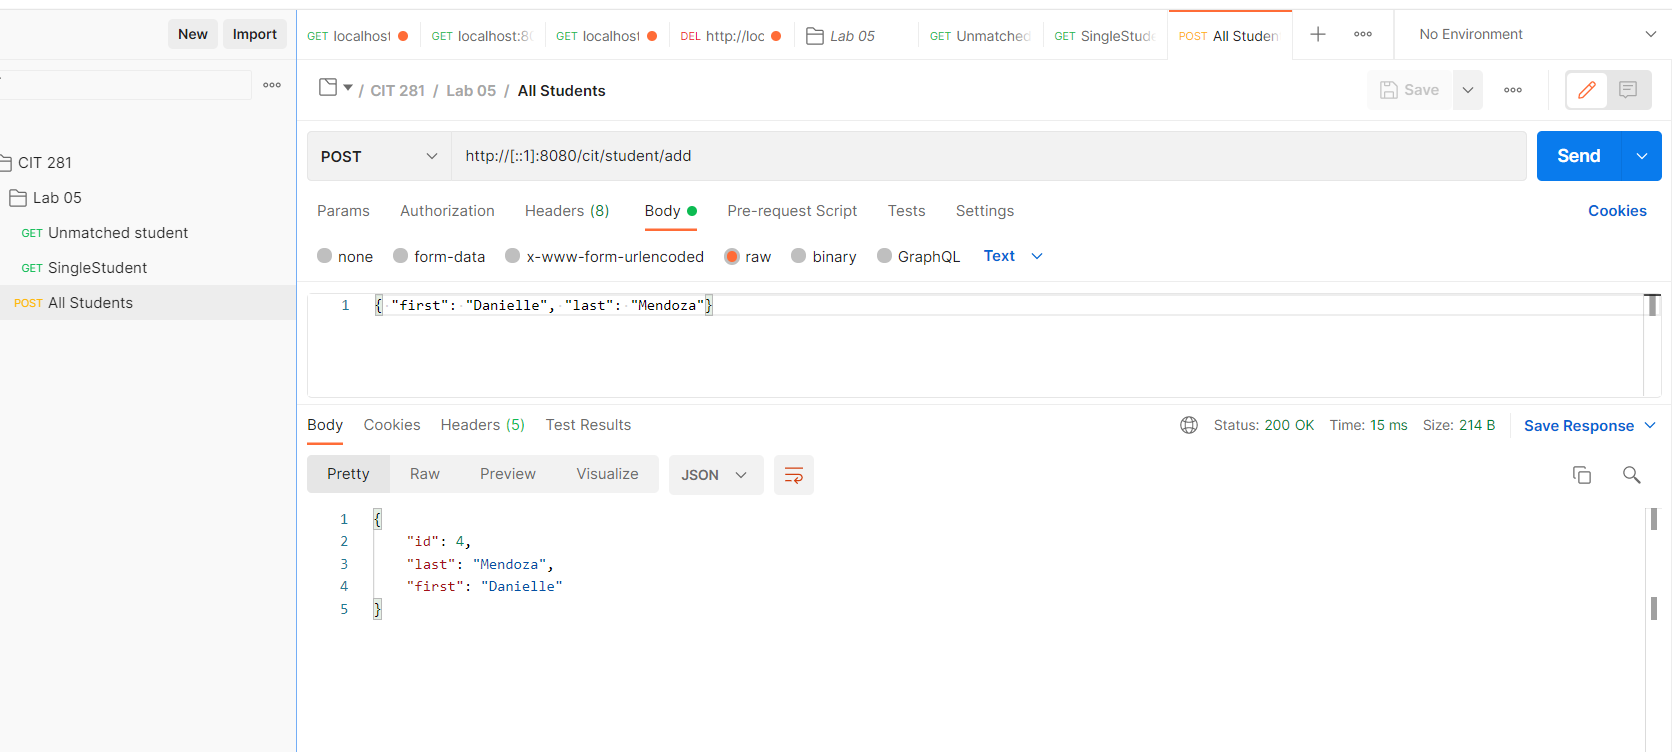 New Import
GET localhost GET localhost:80 GET localhost DEL http://loc Lab 05 GET Unmatched GET SingleStude POST All Studen No Environment
/ CIT 281 / Lab 05 / All Students Save
CIT 281
Lab 05
GET Unmatched student
GET SingleStudent
POST All Students
POST http://[::1]:8080/cit/student/add Send
Params Authorization Headers (8) Body Pre-request Script Tests Settings Cookies
none form-data x-www-form-urlencoded raw binary GraphQL Text
1 { "first": "Danielle", "last": "Mendoza"}
Body Cookies Headers (5) Test Results Status: 200 OK Time: 15 ms Size: 214 B Save Response
Pretty Raw Preview Visualize JSON
1 {
2 "id": 4,
3 "last": "Mendoza",
4 "first": "Danielle"
5 }